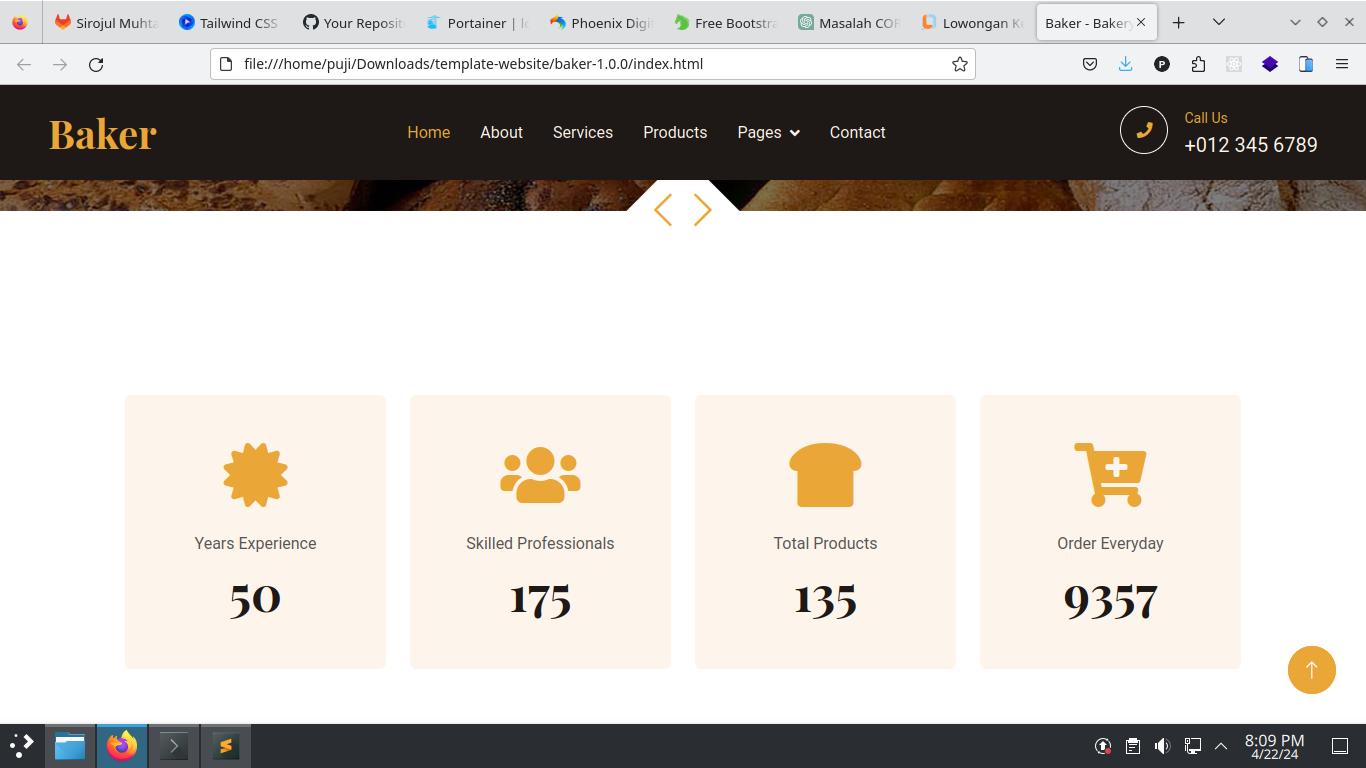 Sirojul Muhta
Tailwind CSS
Your Reposit
Portainer | lo
Phoenix Digi
Free Bootstra
Masalah COR
Lowongan Ke
Baker - Bakery
file:///home/puji/Downloads/template-website/baker-1.0.0/index.html
P
Baker
Home About Services Products Pages Contact
Call Us
+012 345 6789
Years Experience
50
Skilled Professionals
175
Total Products
135
Order Everyday
9357
8:09 PM
4/22/24